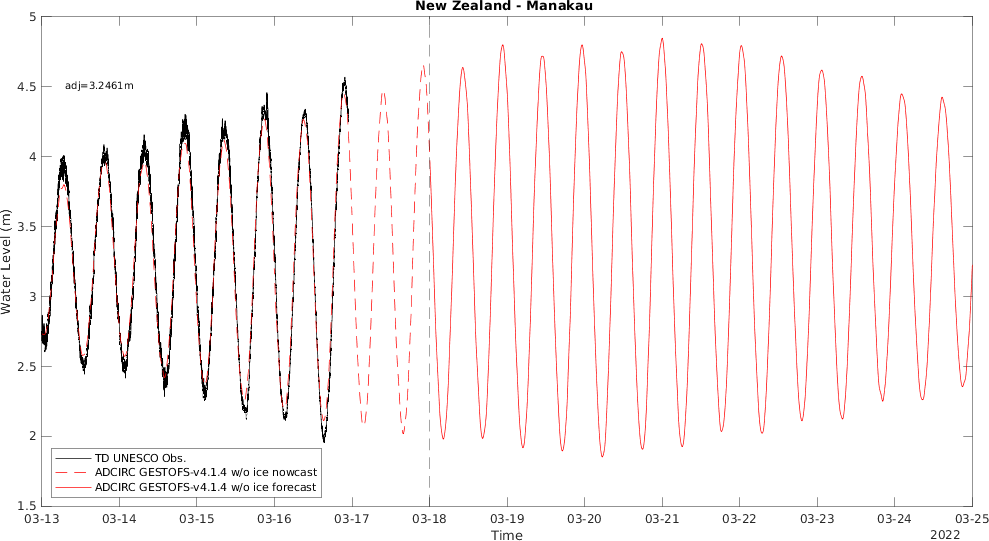 New Zealand - Manakau
5
4.5
4
3.5
3
2.5
2
1.5
Water Level (m)
adj=3.2461m
TD UNESCO Obs.
ADCIRC GESTOFS-v4.1.4 w/o ice nowcast
ADCIRC GESTOFS-v4.1.4 w/o ice forecast
03-13 03-14 03-15 03-16 03-17 03-18 03-19 03-20 03-21 03-22 03-23 03-24 03-25
Time
2022